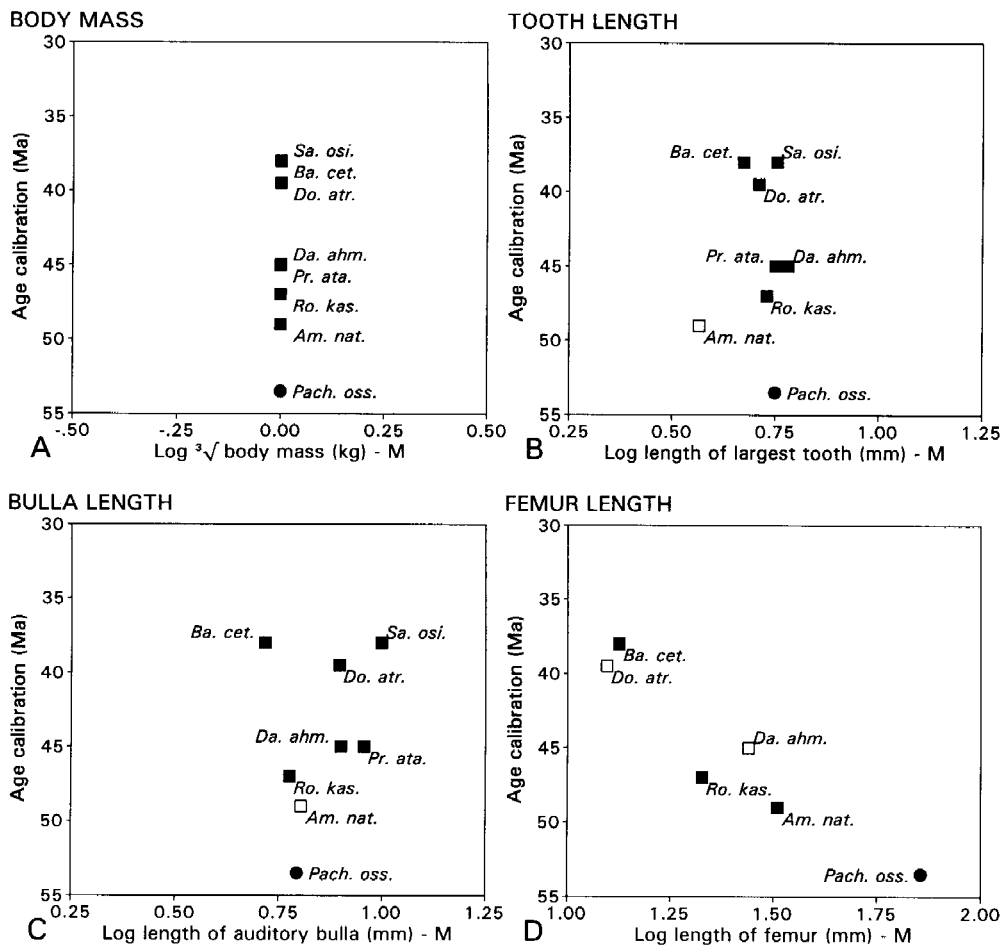 BODY MASS
30
35
40
45
50
55
Age calibration (Ma)
Sa. osi.
Ba. cet.
Do. atr.
Da. ahm.
Pr. ata.
Ro. kas.
Am. nat.
Pach. oss.
-.50
-.25
0.00
0.25
0.50
A
Log ³√ body mass (kg) - M
TOOTH LENGTH
30
35
40
45
50
55
Age calibration (Ma)
Ba. cet.
Sa. osi.
Do. atr.
Pr. ata.
Da. ahm.
Ro. kas.
Am. nat.
Pach. oss.
0.25
0.50
0.75
1.00
1.25
B
Log length of largest tooth (mm) - M
BULLA LENGTH
30
35
40
45
50
55
Age calibration (Ma)
Ba. cet.
Sa. osi.
Do. atr.
Da. ahm.
Pr. ata.
Ro. kas.
Am. nat.
Pach. oss.
0.25
0.50
0.75
1.00
1.25
C
Log length of auditory bulla (mm) - M
FEMUR LENGTH
30
35
40
45
50
55
Age calibration (Ma)
Ba. cet.
Do. atr.
Da. ahm.
Ro. kas.
Am. nat.
Pach. oss.
1.00
1.25
1.50
1.75
2.00
D
Log length of femur (mm) - M